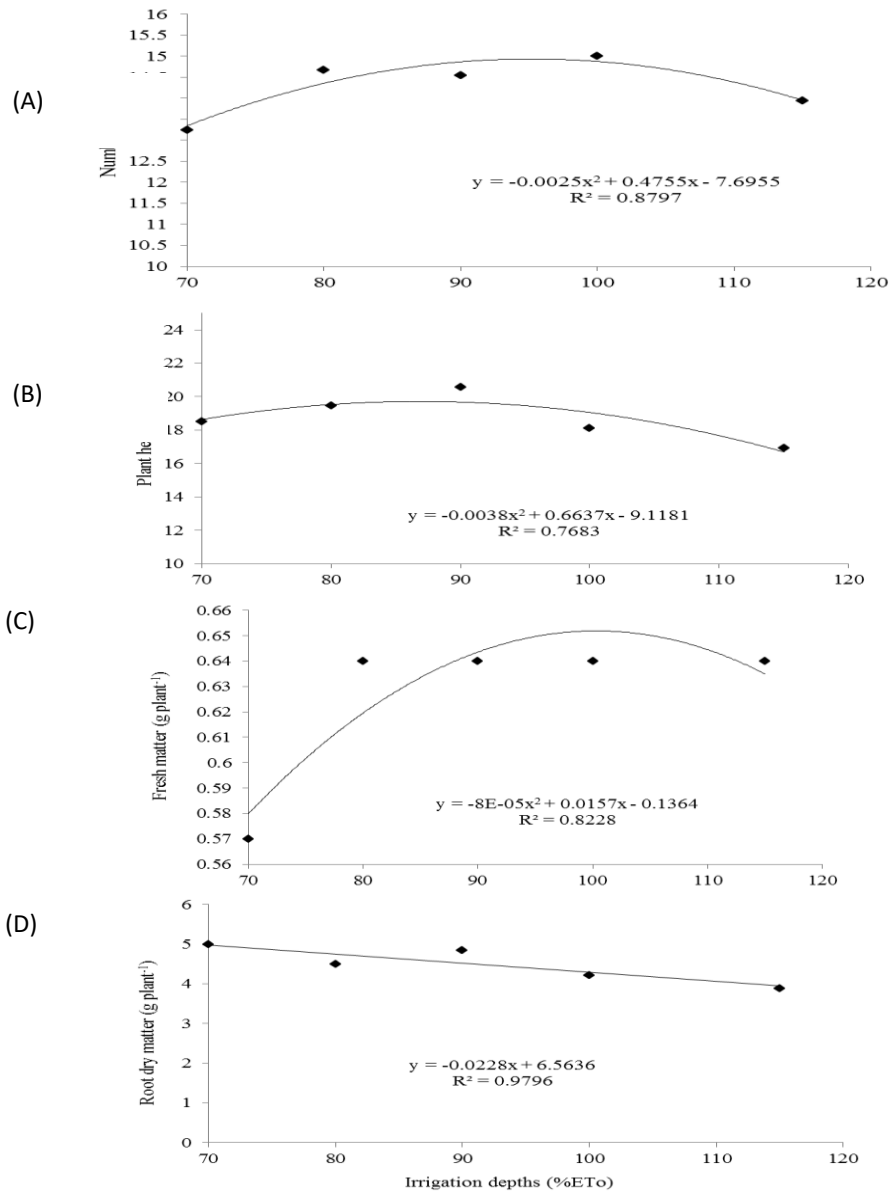 (A)
16
15
12.5
12
11.5
11
10.5
10
y = -0.0025x² + 0.4755x - 7.6955
R² = 0.8797
70 80 90 100 110 120
(B)
24
22
20
18
16
14
12
10
Plant he
y = -0.0038x² + 0.6637x - 9.1181
R² = 0.7683
70 80 90 100 110 120
(C)
0.66
0.65
0.64
0.63
0.62
0.61
0.6
0.59
0.58
0.57
0.56
Fresh matter (g plant⁻¹)
y = -8E-05x² + 0.0157x - 0.1364
R² = 0.8228
70 80 90 100 110 120
(D)
6
5
4
3
2
1
0
Root dry matter (g plant⁻¹)
y = -0.0228x + 6.5636
R² = 0.9796
70 80 90 100 110 120
Irrigation depths (%ETo)